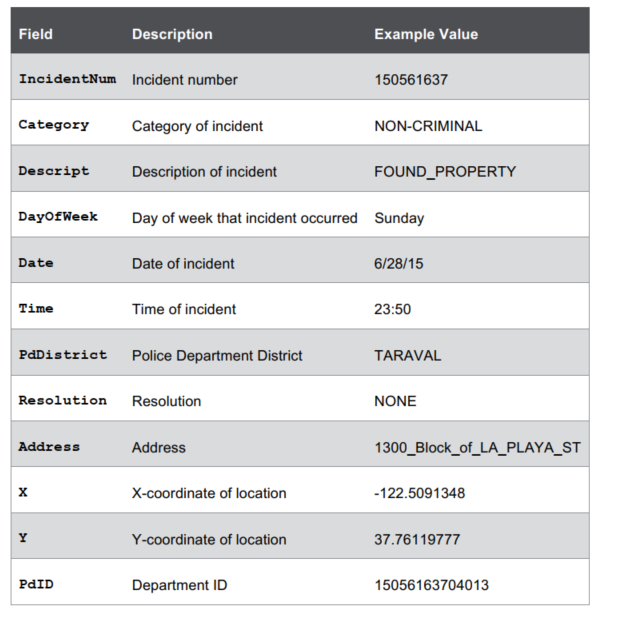 Field Description Example Value
IncidentNum Incident number 150561637
Category Category of incident NON-CRIMINAL
Descript Description of incident FOUND_PROPERTY
DayOfWeek Day of week that incident occurred Sunday
Date Date of incident 6/28/15
Time Time of incident 23:50
PdDistrict Police Department District TARAVAL
Resolution Resolution NONE
Address Address 1300_Block_of_LA_PLAYA_ST
X X-coordinate of location -122.5091348
Y Y-coordinate of location 37.76119777
PdID Department ID 15056163704013